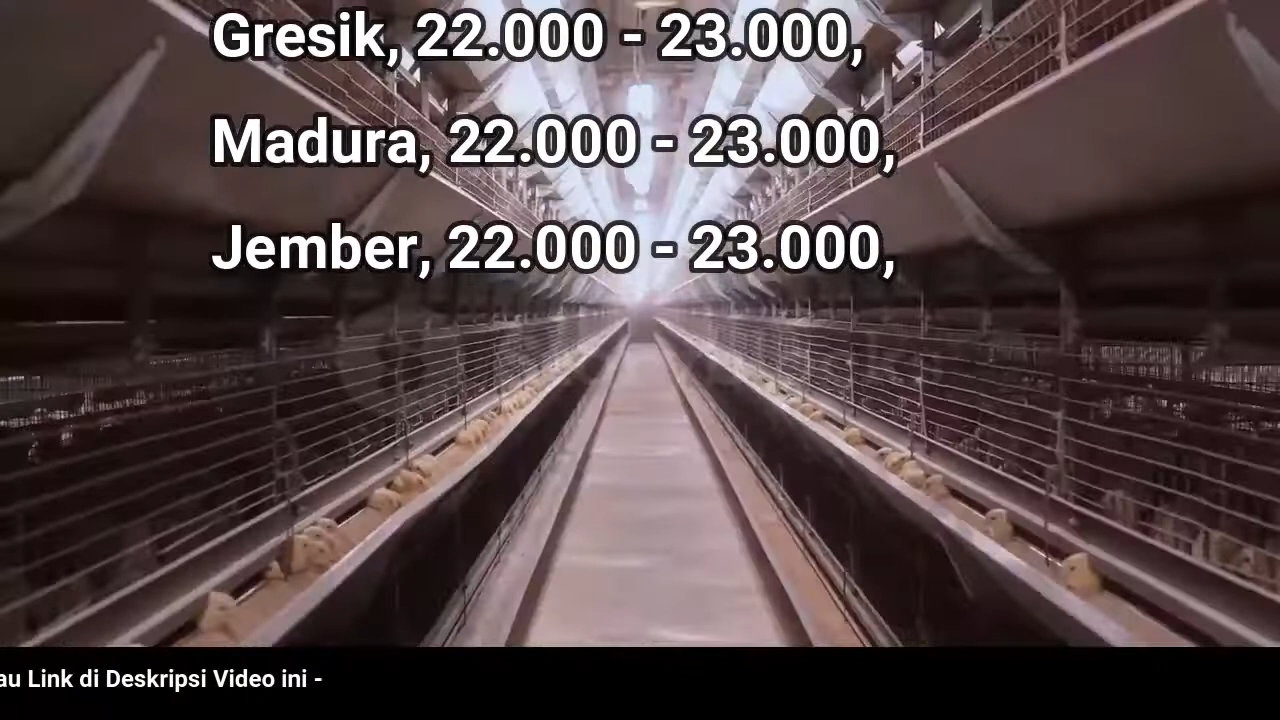 Gresik, 22.000 - 23.000,
Madura, 22.000 - 23.000,
Jember, 22.000 - 23.000,
au Link di Deskripsi Video ini -